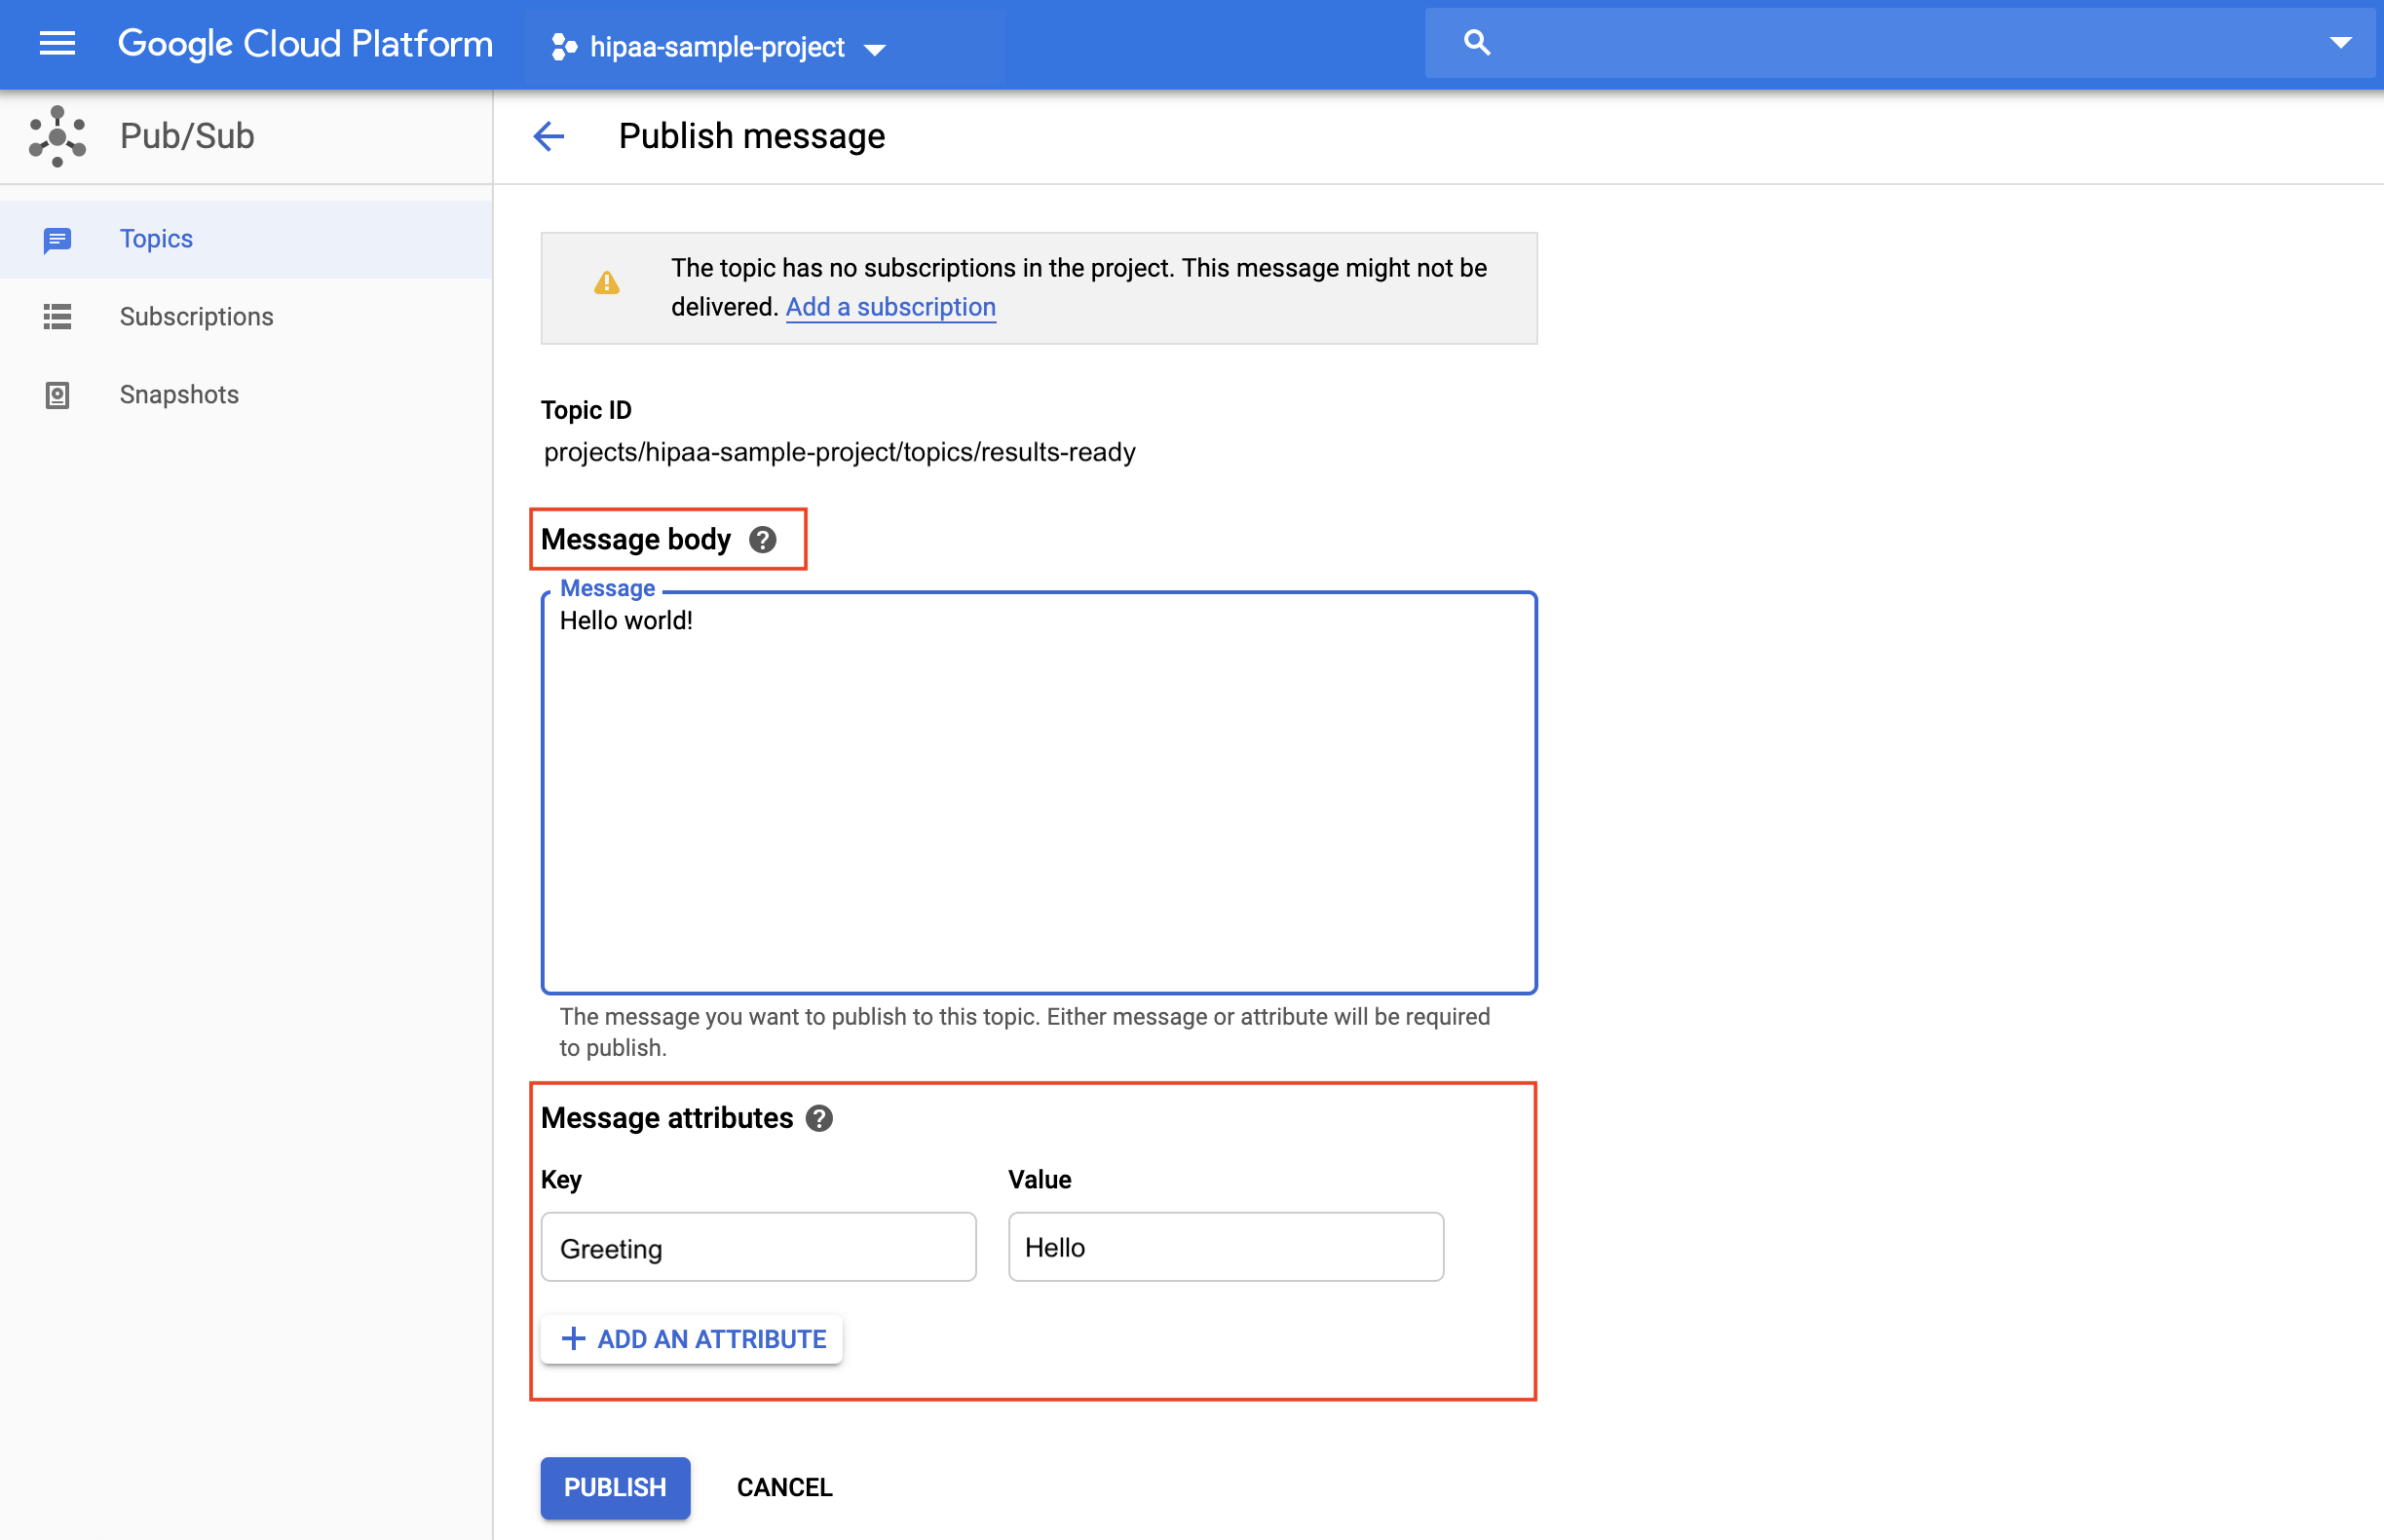 Google Cloud Platform
hipaa-sample-project
Pub/Sub
Publish message
Topics
Subscriptions
Snapshots
The topic has no subscriptions in the project. This message might not be
delivered. Add a subscription
Topic ID
projects/hipaa-sample-project/topics/results-ready
Message body
Message
Hello world!
The message you want to publish to this topic. Either message or attribute will be required
to publish.
Message attributes
Key Value
Greeting Hello
ADD AN ATTRIBUTE
PUBLISH CANCEL